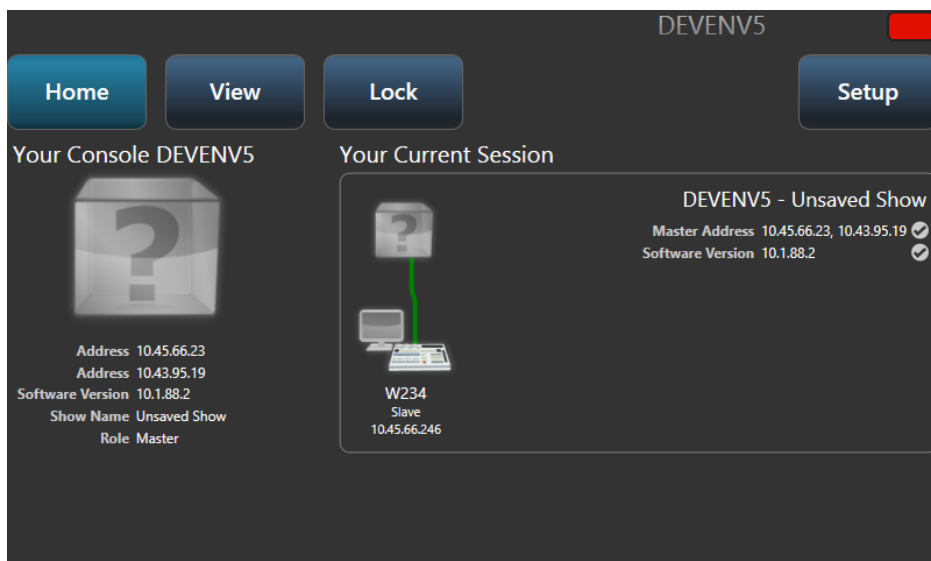 DEVENV5
Home View Lock Setup
Your Console DEVENV5
?
Address 10.45.66.23
Address 10.43.95.19
Software Version 10.1.88.2
Show Name Unsaved Show
Role Master
Your Current Session
?
W234
Slave
10.45.66.246
DEVENV5 - Unsaved Show
Master Address 10.45.66.23, 10.43.95.19
Software Version 10.1.88.2